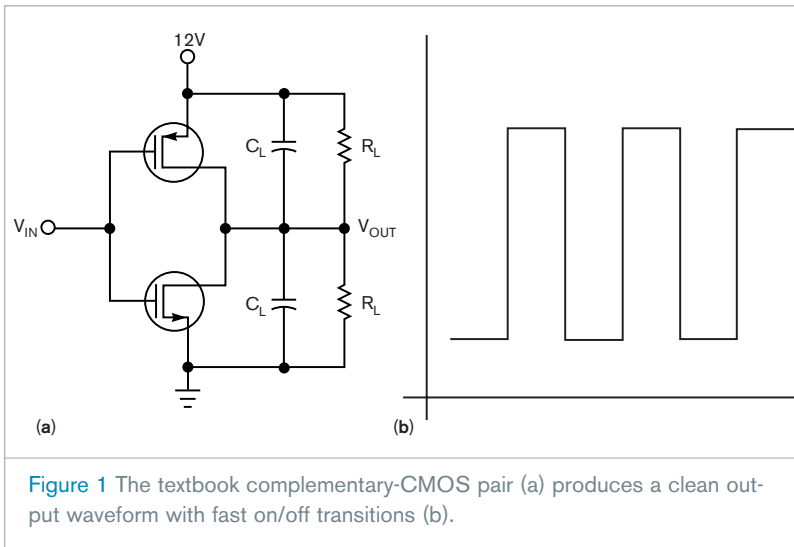 12V
C_L
R_L
V_IN
V_OUT
C_L
R_L
(a)
(b)
Figure 1 The textbook complementary-CMOS pair (a) produces a clean out-
put waveform with fast on/off transitions (b).